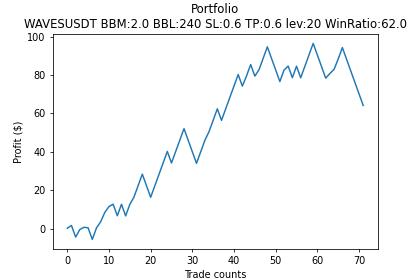 Portfolio
WAVESUSDT BBM:2.0 BBL:240 SL:0.6 TP:0.6 lev:20 WinRatio:62.0
Profit ($)
100
80
60
40
20
0
0 10 20 30 40 50 60 70
Trade counts